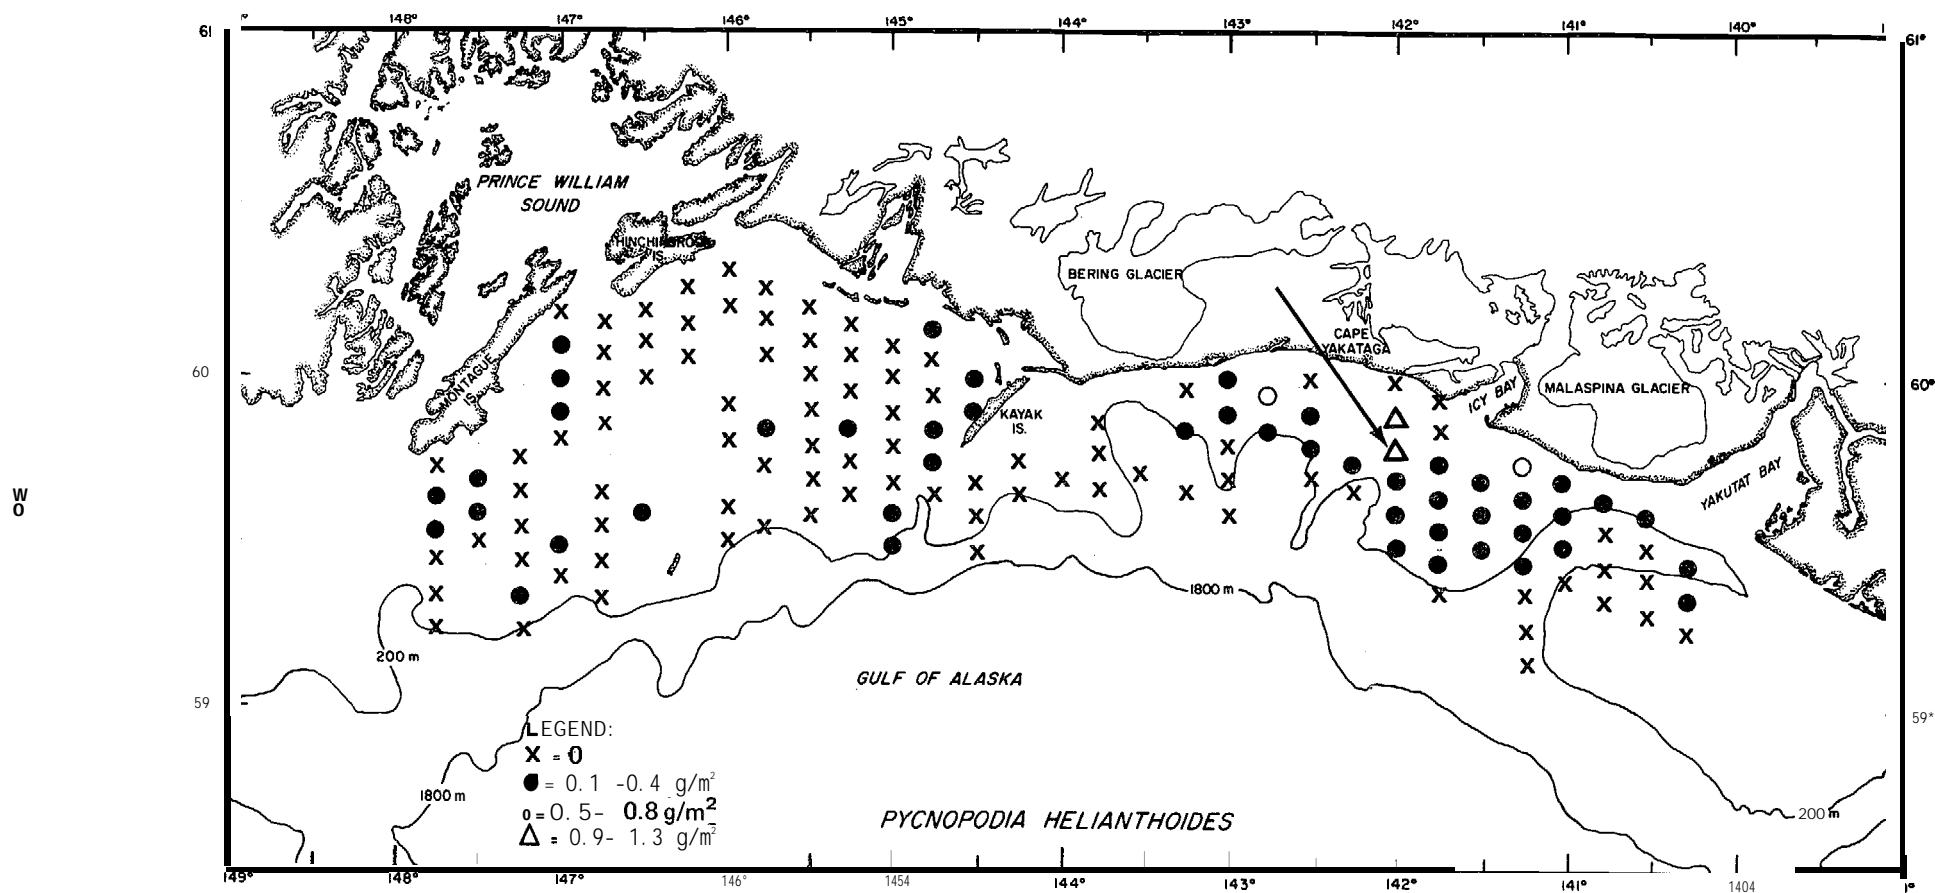 148° 147° 146° 145° 144° 143° 142° 141° 140°
61 61°
PRINCE WILLIAM
SOUND
HINCHINBROOK
IS.
BERING GLACIER
CAPE
YAKATAGA
60 60°
MONTAGUE
IS.
KAYAK
IS.
ICY BAY
MALASPINA GLACIER
YAKUTAT BAY
W
0
1800 m
200 m
GULF OF ALASKA
59 59*
LEGEND:
X = 0
● = 0.1 -0.4 g/m²
o = 0.5- 0.8 g/m²
△ = 0.9- 1.3 g/m²
1800 m
PYCNOPODIA HELIANTHOIDES
200 m
149° 148° 147° 146° 1454 144° 143° 142° 141° 1404 1°